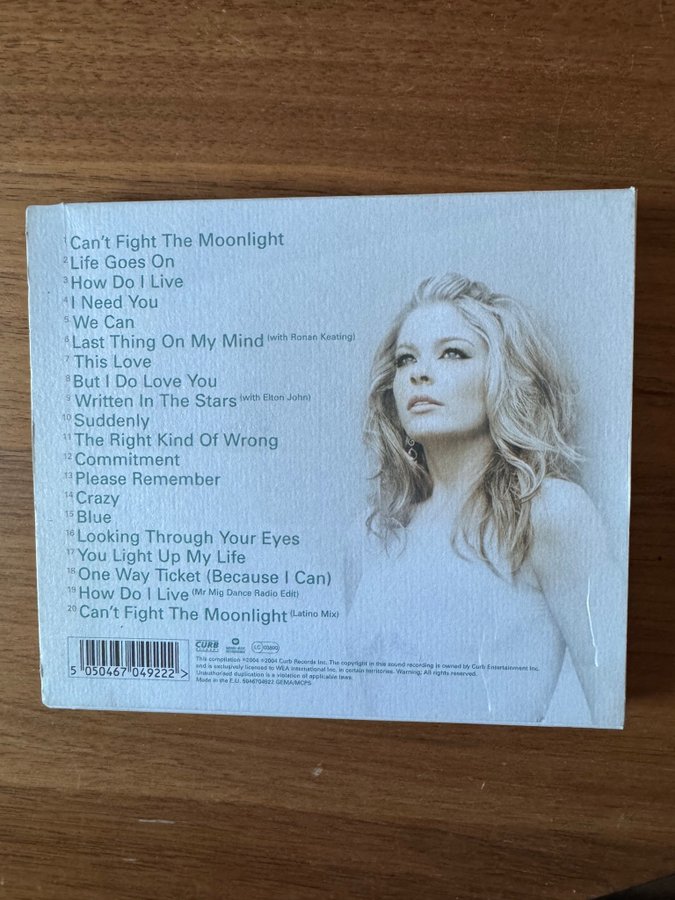 1 Can't Fight The Moonlight
2 Life Goes On
3 How Do I Live
4 I Need You
5 We Can
6 Last Thing On My Mind (with Ronan Keating)
7 This Love
8 But I Do Love You
9 Written In The Stars (with Elton John)
10 Suddenly
11 The Right Kind Of Wrong
12 Commitment
13 Please Remember
14 Crazy
15 Blue
16 Looking Through Your Eyes
17 You Light Up My Life
18 One Way Ticket (Because I Can)
19 How Do I Live (Mr Mig Dance Radio Edit)
20 Can't Fight The Moonlight (Latino Mix)
5 050467 049222 >
CURB
LC 03890
This compilation ℗2004 ©2004 Curb Records Inc. The copyright in this sound recording is owned by Curb Entertainment Inc.
and is exclusively licensed to WEA International Inc. in certain territories. Warning; All rights reserved.
Unauthorised duplication is a violation of applicable laws.
Made in the E.U. 5046704922 GEMA/MCPS